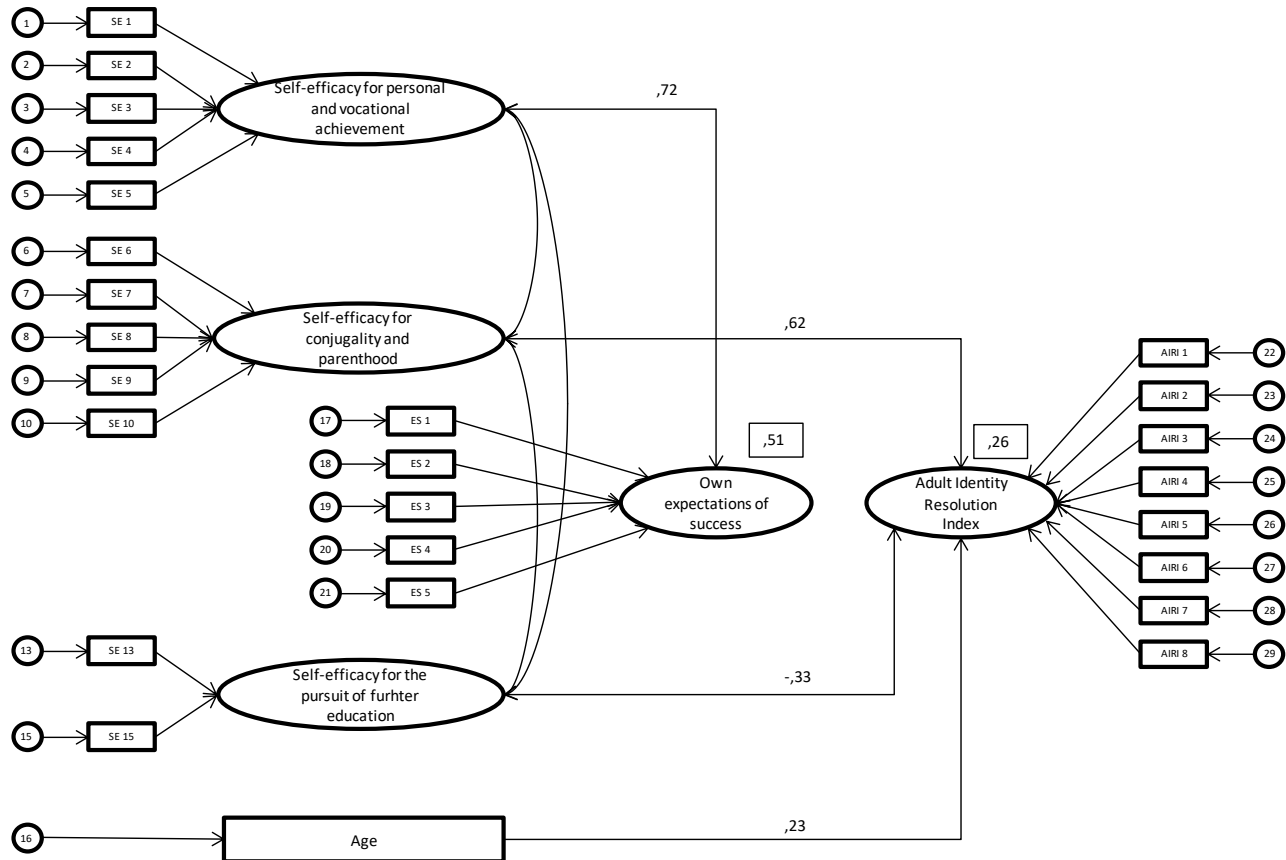 1
SE 1
2
SE 2
3
SE 3
4
SE 4
5
SE 5
Self-efficacy for personal
and vocational
achievement
,72
6
SE 6
7
SE 7
8
SE 8
9
SE 9
10
SE 10
Self-efficacy for
conjugality and
parenthood
,62
17
ES 1
18
ES 2
19
ES 3
20
ES 4
21
ES 5
,51
Own
expectations of
success
,26
Adult Identity
Resolution
Index
AIRI 1
22
AIRI 2
23
AIRI 3
24
AIRI 4
25
AIRI 5
26
AIRI 6
27
AIRI 7
28
AIRI 8
29
13
SE 13
15
SE 15
Self-efficacy for the
pursuit of furhter
education
-,33
16
Age
,23